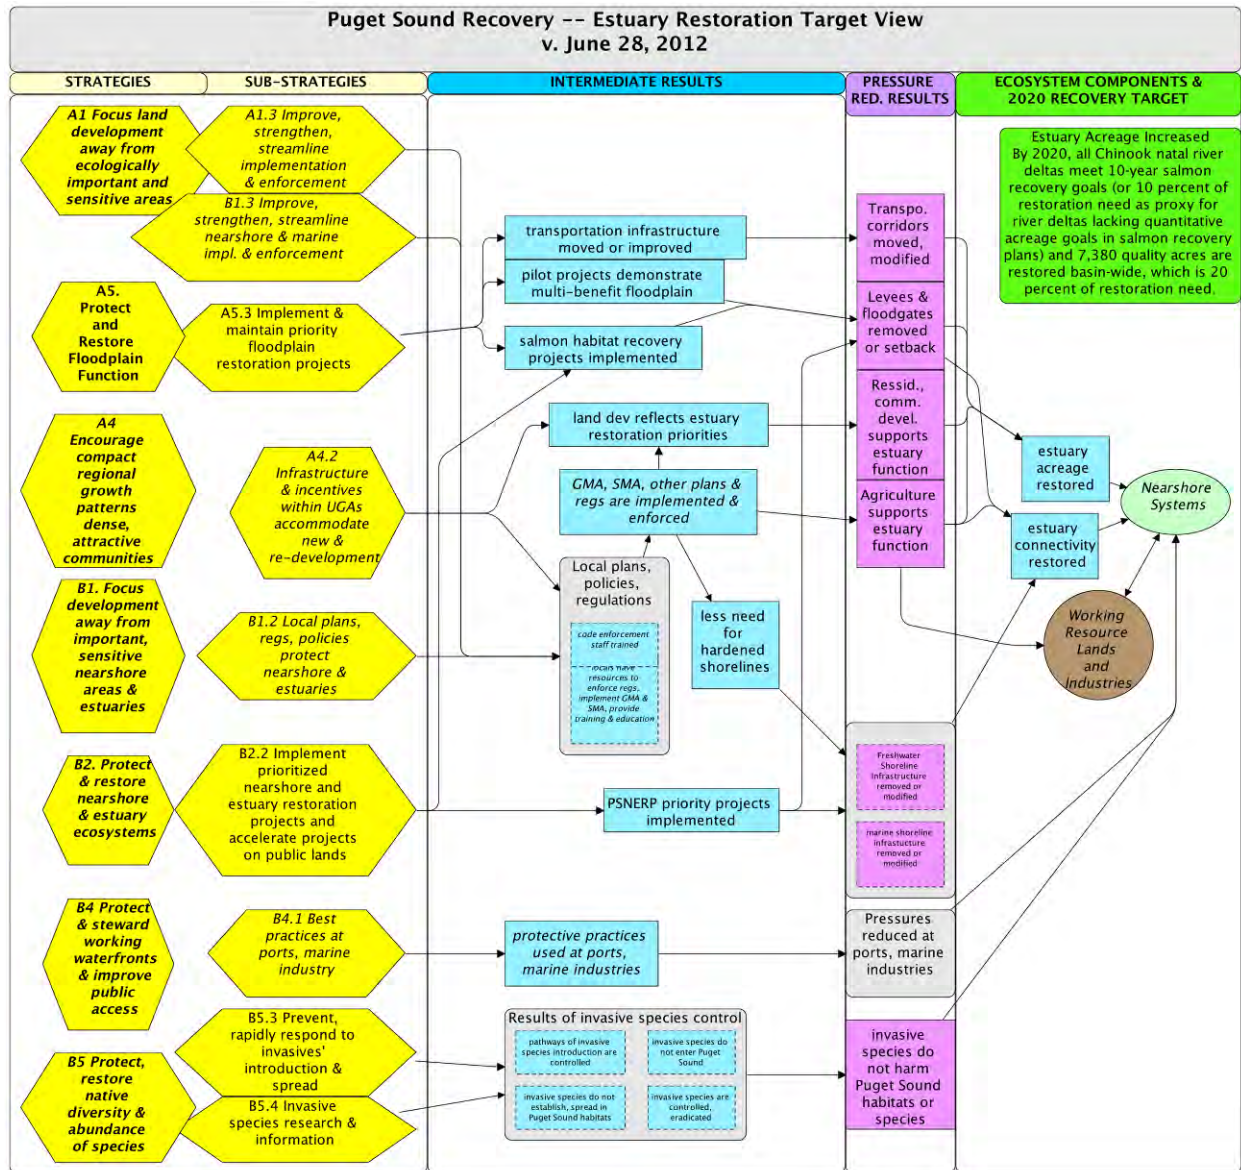 Puget Sound Recovery -- Estuary Restoration Target View
v. June 28, 2012
STRATEGIES
SUB-STRATEGIES
INTERMEDIATE RESULTS
PRESSURE
RED. RESULTS
ECOSYSTEM COMPONENTS &
2020 RECOVERY TARGET
A1 Focus land
development
away from
ecologically
important and
sensitive areas
A1.3 Improve,
strengthen,
streamline
implementation
& enforcement
B1.3 Improve,
strengthen, streamline
nearshore & marine
impl. & enforcement
A5.
Protect
and
Restore
Floodplain
Function
A5.3 Implement &
maintain priority
floodplain
restoration projects
A4
Encourage
compact
regional
growth
patterns
dense,
attractive
communities
A4.2
Infrastructure
& incentives
within UGAs
accommodate
new &
re-development
B1. Focus
development
away from
important,
sensitive
nearshore
areas &
estuaries
B1.2 Local plans,
regs, policies
protect
nearshore &
estuaries
B2. Protect
& restore
nearshore
& estuary
ecosystems
B2.2 Implement
prioritized
nearshore and
estuary restoration
projects and
accelerate projects
on public lands
B4 Protect
& steward
working
waterfronts
& improve
public
access
B4.1 Best
practices at
ports, marine
industry
B5 Protect,
restore
native
diversity &
abundance
of species
B5.3 Prevent,
rapidly respond to
invasives'
introduction &
spread
B5.4 Invasive
species research &
information
transportation infrastructure
moved or improved
pilot projects demonstrate
multi-benefit floodplain
salmon habitat recovery
projects implemented
land dev reflects estuary
restoration priorities
GMA, SMA, other plans &
regs are implemented &
enforced
Local plans,
policies,
regulations
code enforcement
staff trained
locals have
resources to
enforce regs,
implement GMA &
SMA, provide
training & education
less need
for
hardened
shorelines
PSNERP priority projects
implemented
protective practices
used at ports,
marine industries
Results of invasive species control
pathways of invasive
species introduction are
controlled
invasive species do
not enter Puget
Sound
invasive species do not
establish, spread in
Puget Sound habitats
invasive species are
controlled,
eradicated
Transpo.
corridors
moved,
modified
Levees &
floodgates
removed
or setback
Ressid.,
comm.
devel.
supports
estuary
function
Agriculture
supports
estuary
function
Freshwater
Shoreline
Infrastructure
removed or
modified
marine shoreline
infrastucture
removed or
modified
Pressures
reduced at
ports, marine
industries
invasive
species do
not harm
Puget Sound
habitats or
species
Estuary Acreage Increased
By 2020, all Chinook natal river
deltas meet 10-year salmon
recovery goals (or 10 percent of
restoration need as proxy for
river deltas lacking quantitative
acreage goals in salmon recovery
plans) and 7,380 quality acres are
restored basin-wide, which is 20
percent of restoration need.
estuary
acreage
restored
estuary
connectivity
restored
Nearshore
Systems
Working
Resource
Lands
and
Industries